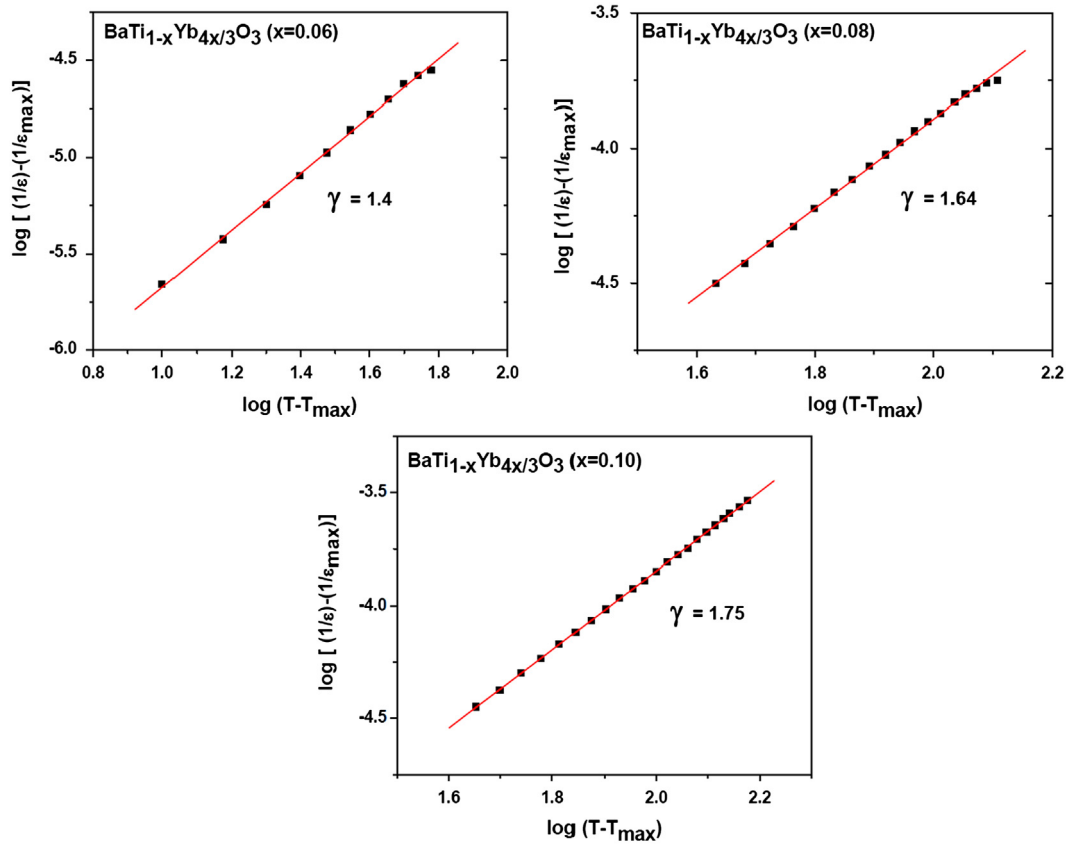 BaTi1-xYb4x/3O3 (x=0.06)
log [ (1/ε)-(1/εmax)]
-4.5
-5.0
-5.5
-6.0
γ = 1.4
0.8 1.0 1.2 1.4 1.6 1.8 2.0
log (T-Tmax)
BaTi1-xYb4x/3O3 (x=0.08)
log [ (1/ε)-(1/εmax)]
-3.5
-4.0
-4.5
γ = 1.64
1.6 1.8 2.0 2.2
log (T-Tmax)
BaTi1-xYb4x/3O3 (x=0.10)
log [ (1/ε)-(1/εmax)]
-3.5
-4.0
-4.5
γ = 1.75
1.6 1.8 2.0 2.2
log (T-Tmax)